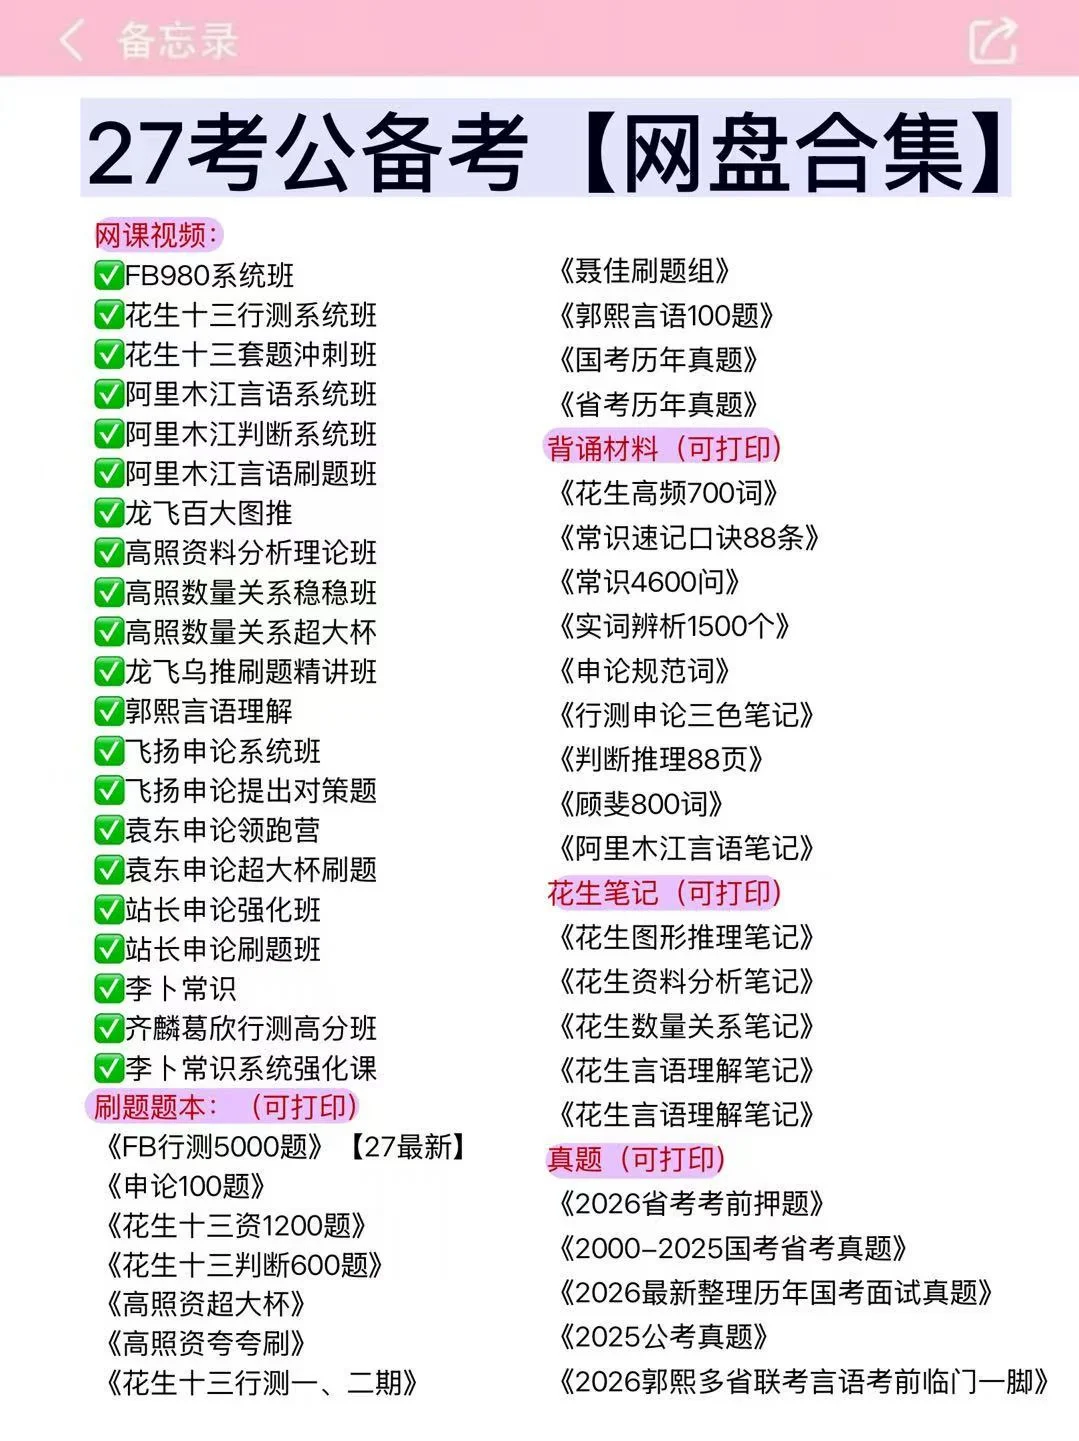 备忘录
27考公备考【网盘合集】
网课视频：
✅FB980系统班
✅花生十三行测系统班
✅花生十三套题冲刺班
✅阿里木江言语系统班
✅阿里木江判断系统班
✅阿里木江言语刷题班
✅龙飞百大图推
✅高照资料分析理论班
✅高照数量关系稳稳班
✅高照数量关系超大杯
✅龙飞乌推刷题精讲班
✅郭熙言语理解
✅飞扬申论系统班
✅飞扬申论提出对策题
✅袁东申论领跑营
✅袁东申论超大杯刷题
✅站长申论强化班
✅站长申论刷题班
✅李卜常识
✅齐麟葛欣行测高分班
✅李卜常识系统强化课
刷题题本：（可打印)
《FB行测5000题》【27最新】
《申论100题》
《花生十三资1200题》
《花生十三判断600题》
《高照资超大杯》
《高照资夸夸刷》
《花生十三行测一、二期》
《聂佳刷题组》
《郭熙言语100题》
《国考历年真题》
《省考历年真题》
背诵材料（可打印)
《花生高频700词》
《常识速记口诀88条》
《常识4600问》
《实词辨析1500个》
《申论规范词》
《行测申论三色笔记》
《判断推理88页》
《顾斐800词》
《阿里木江言语笔记》
花生笔记（可打印)
《花生图形推理笔记》
《花生资料分析笔记》
《花生数量关系笔记》
《花生言语理解笔记》
《花生言语理解笔记》
真题（可打印)
《2026省考考前押题》
《2000-2025国考省考真题》
《2026最新整理历年国考面试真题》
《2025公考真题》
《2026郭熙多省联考言语考前临门一脚》